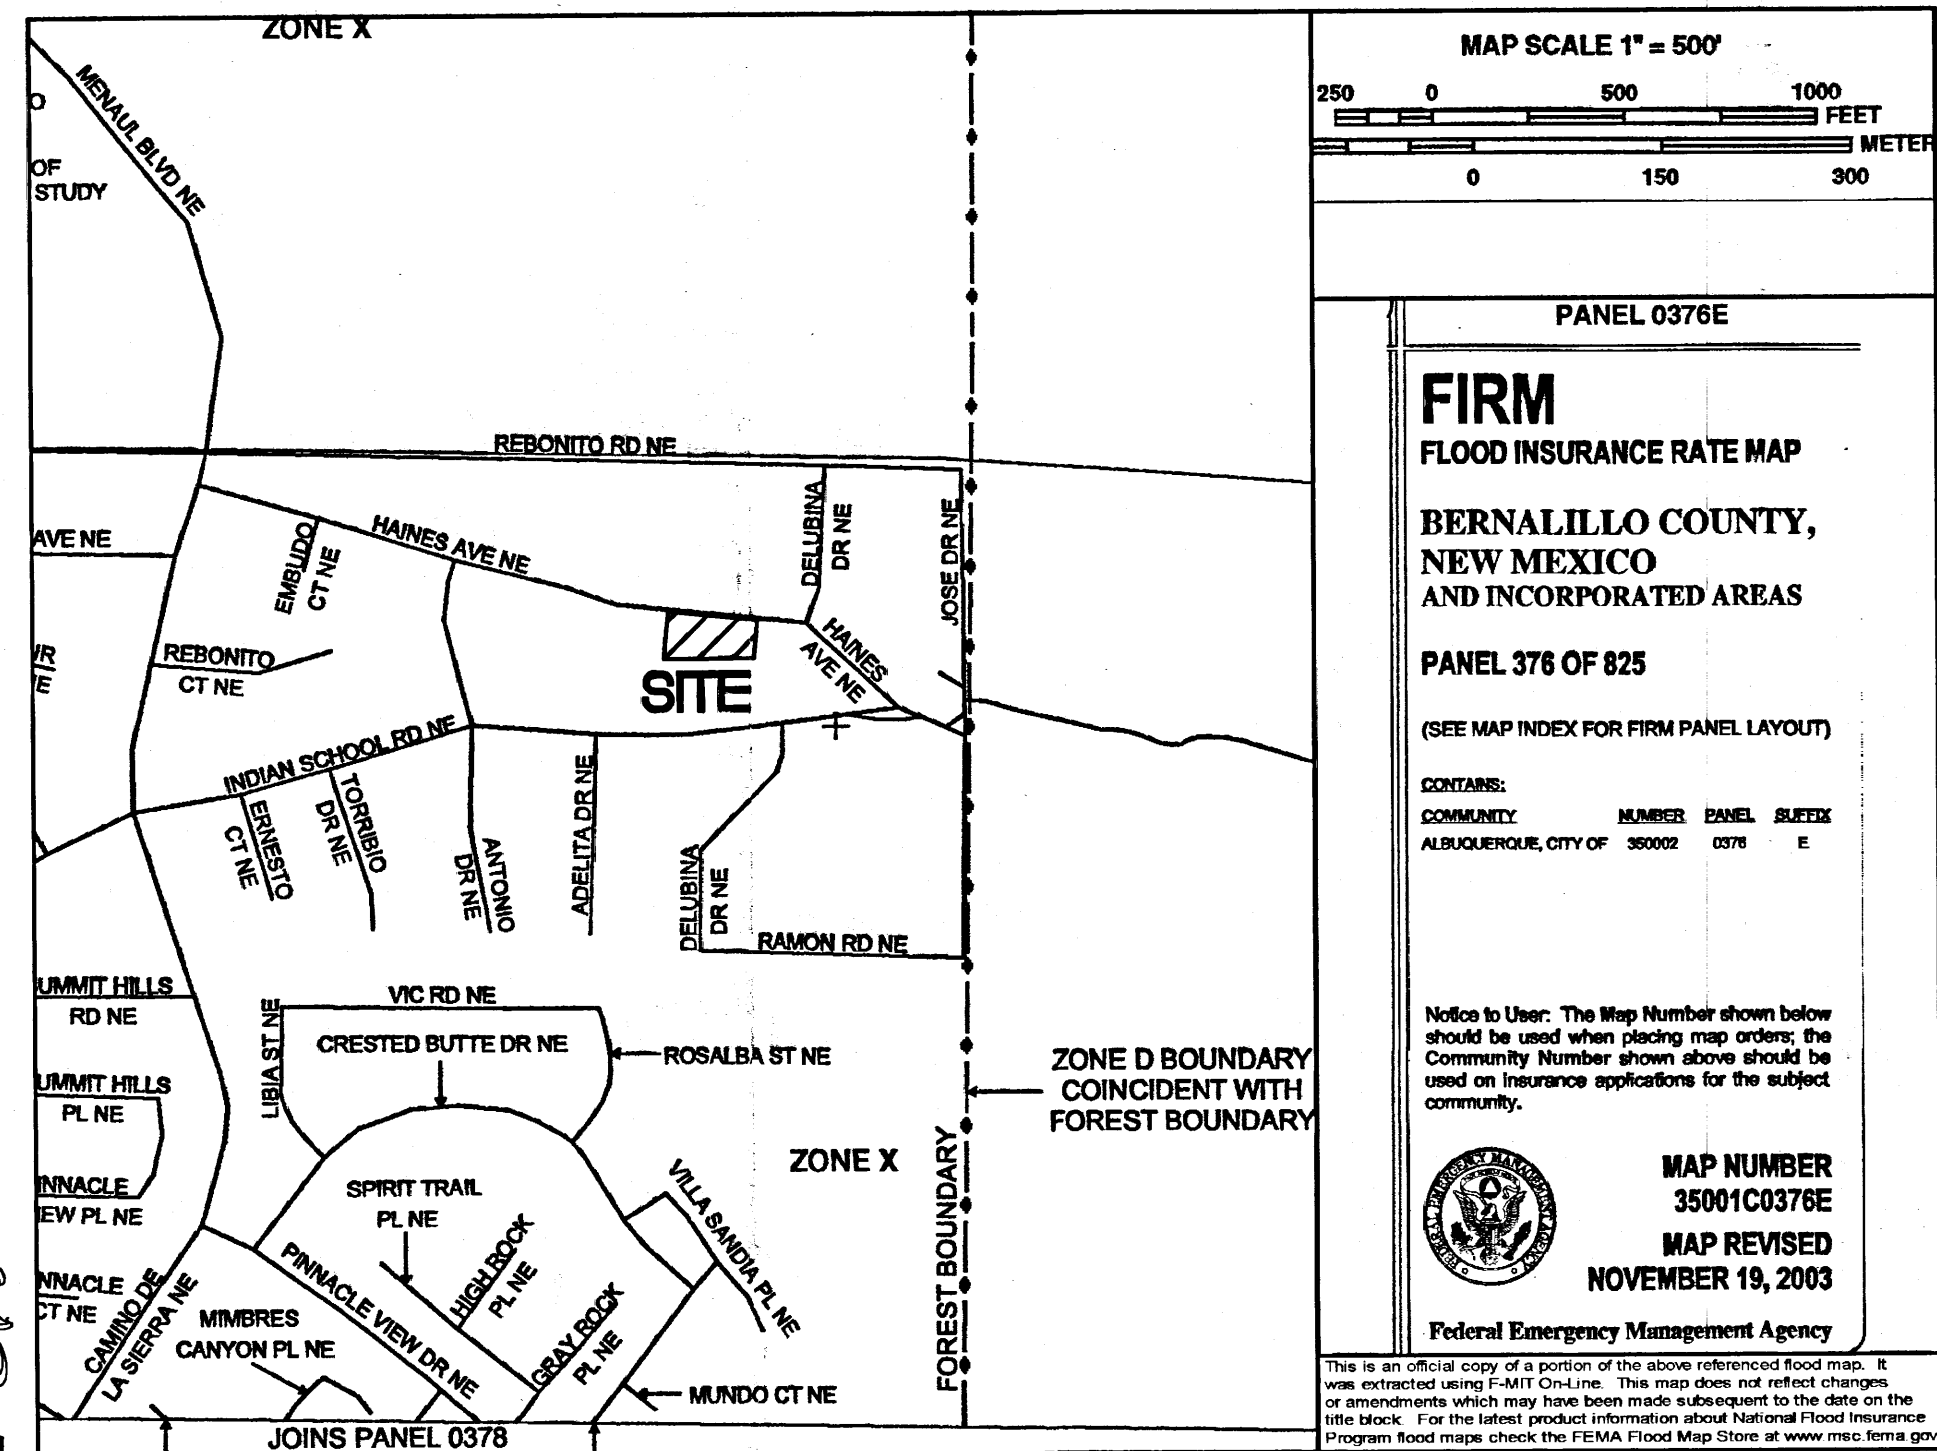 ZONE X
MENAUL BLVD NE
O
OF
STUDY
REBONITO RD NE
AVE NE
EMBUDO
CT NE
HAINES AVE NE
DELUBINA
DR NE
JOSE DR NE
REBONITO
CT NE
SITE
HAINES
AVE NE
INDIAN SCHOOL RD NE
ERNESTO
CT NE
TORRIBIO
DR NE
ANTONIO
DR NE
ADELITA DR NE
DELUBINA
DR NE
RAMON RD NE
UMMIT HILLS
RD NE
VIC RD NE
LIBIA ST NE
CRESTED BUTTE DR NE
ROSALBA ST NE
ZONE D BOUNDARY
COINCIDENT WITH
FOREST BOUNDARY
UMMIT HILLS
PL NE
ZONE X
FOREST BOUNDARY
INNACLE
EW PL NE
SPIRIT TRAIL
PL NE
HIGH ROCK
PL NE
VILLA SANDIA PL NE
PINNACLE VIEW DR NE
GRAY ROCK
PL NE
NNACLE
CT NE
CAMINO DE
LA SIERRA NE
MIMBRES
CANYON PL NE
MUNDO CT NE
JOINS PANEL 0378
MAP SCALE 1" = 500'
250 0 500 1000
FEET
METER
0 150 300
PANEL 0376E
FIRM
FLOOD INSURANCE RATE MAP
BERNALILLO COUNTY,
NEW MEXICO
AND INCORPORATED AREAS
PANEL 376 OF 825
(SEE MAP INDEX FOR FIRM PANEL LAYOUT)
CONTAINS:
COMMUNITY NUMBER PANEL SUFFIX
ALBUQUERQUE, CITY OF 350002 0376 E
Notice to User: The Map Number shown below
should be used when placing map orders; the
Community Number shown above should be
used on insurance applications for the subject
community.
FEDERAL EMERGENCY MANAGEMENT AGENCY
MAP NUMBER
35001C0376E
MAP REVISED
NOVEMBER 19, 2003
Federal Emergency Management Agency
This is an official copy of a portion of the above referenced flood map. It
was extracted using F-MIT On-Line. This map does not reflect changes
or amendments which may have been made subsequent to the date on the
title block. For the latest product information about National Flood Insurance
Program flood maps check the FEMA Flood Map Store at www.msc.fema.gov